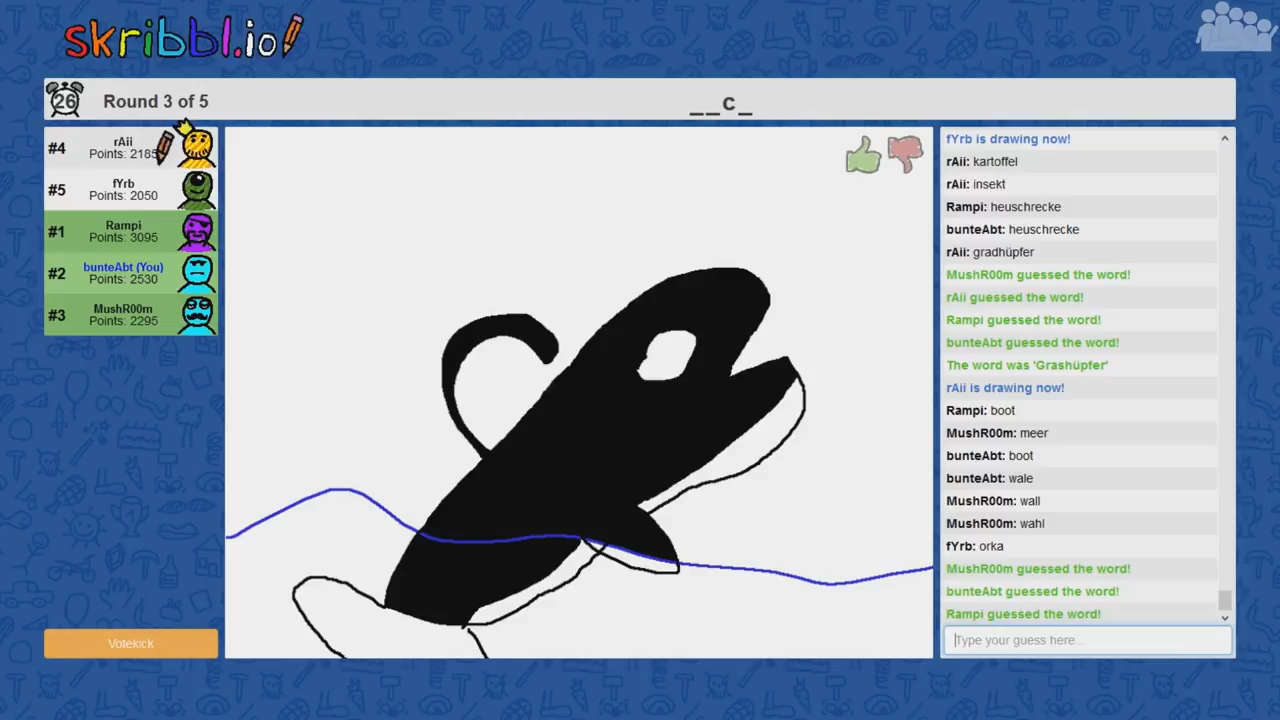 skribbl.io
26
Round 3 of 5
__c_
#4
rAii
Points: 2185
#5
fYrb
Points: 2050
#1
Rampi
Points: 3095
#2
bunteAbt (You)
Points: 2530
#3
MushR00m
Points: 2295
Votekick
fYrb is drawing now!
rAii: kartoffel
rAii: insekt
Rampi: heuschrecke
bunteAbt: heuschrecke
rAii: gradhüpfer
MushR00m guessed the word!
rAii guessed the word!
Rampi guessed the word!
bunteAbt guessed the word!
The word was 'Grashüpfer'
rAii is drawing now!
Rampi: boot
MushR00m: meer
bunteAbt: boot
bunteAbt: wale
MushR00m: wall
MushR00m: wahl
fYrb: orka
MushR00m guessed the word!
bunteAbt guessed the word!
Rampi guessed the word!
Type your guess here...